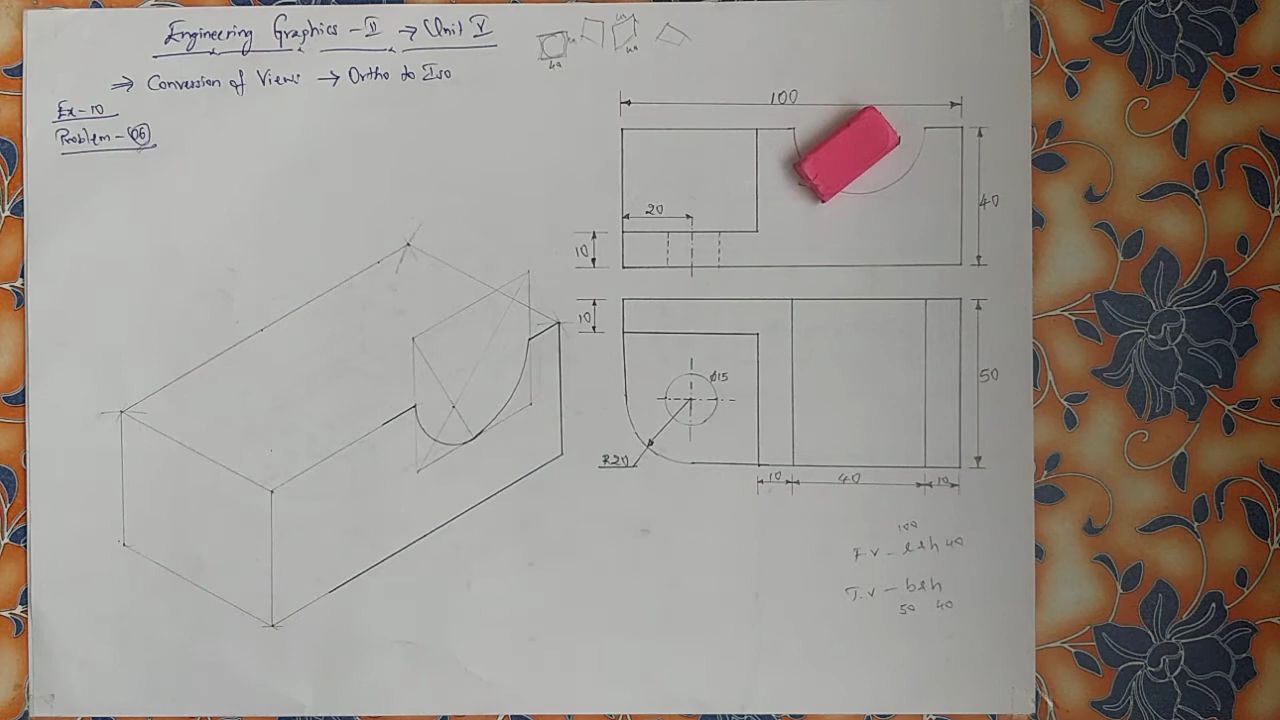 Engineering Graphics - II → Unit V
⇒ Conversion of Views → Ortho to Iso
Ex - 10
Problem - 06
100
20
10
40
10
φ15
50
R20
10
40
10
100
F.V - l & h 40
T.V - b & h
50 40